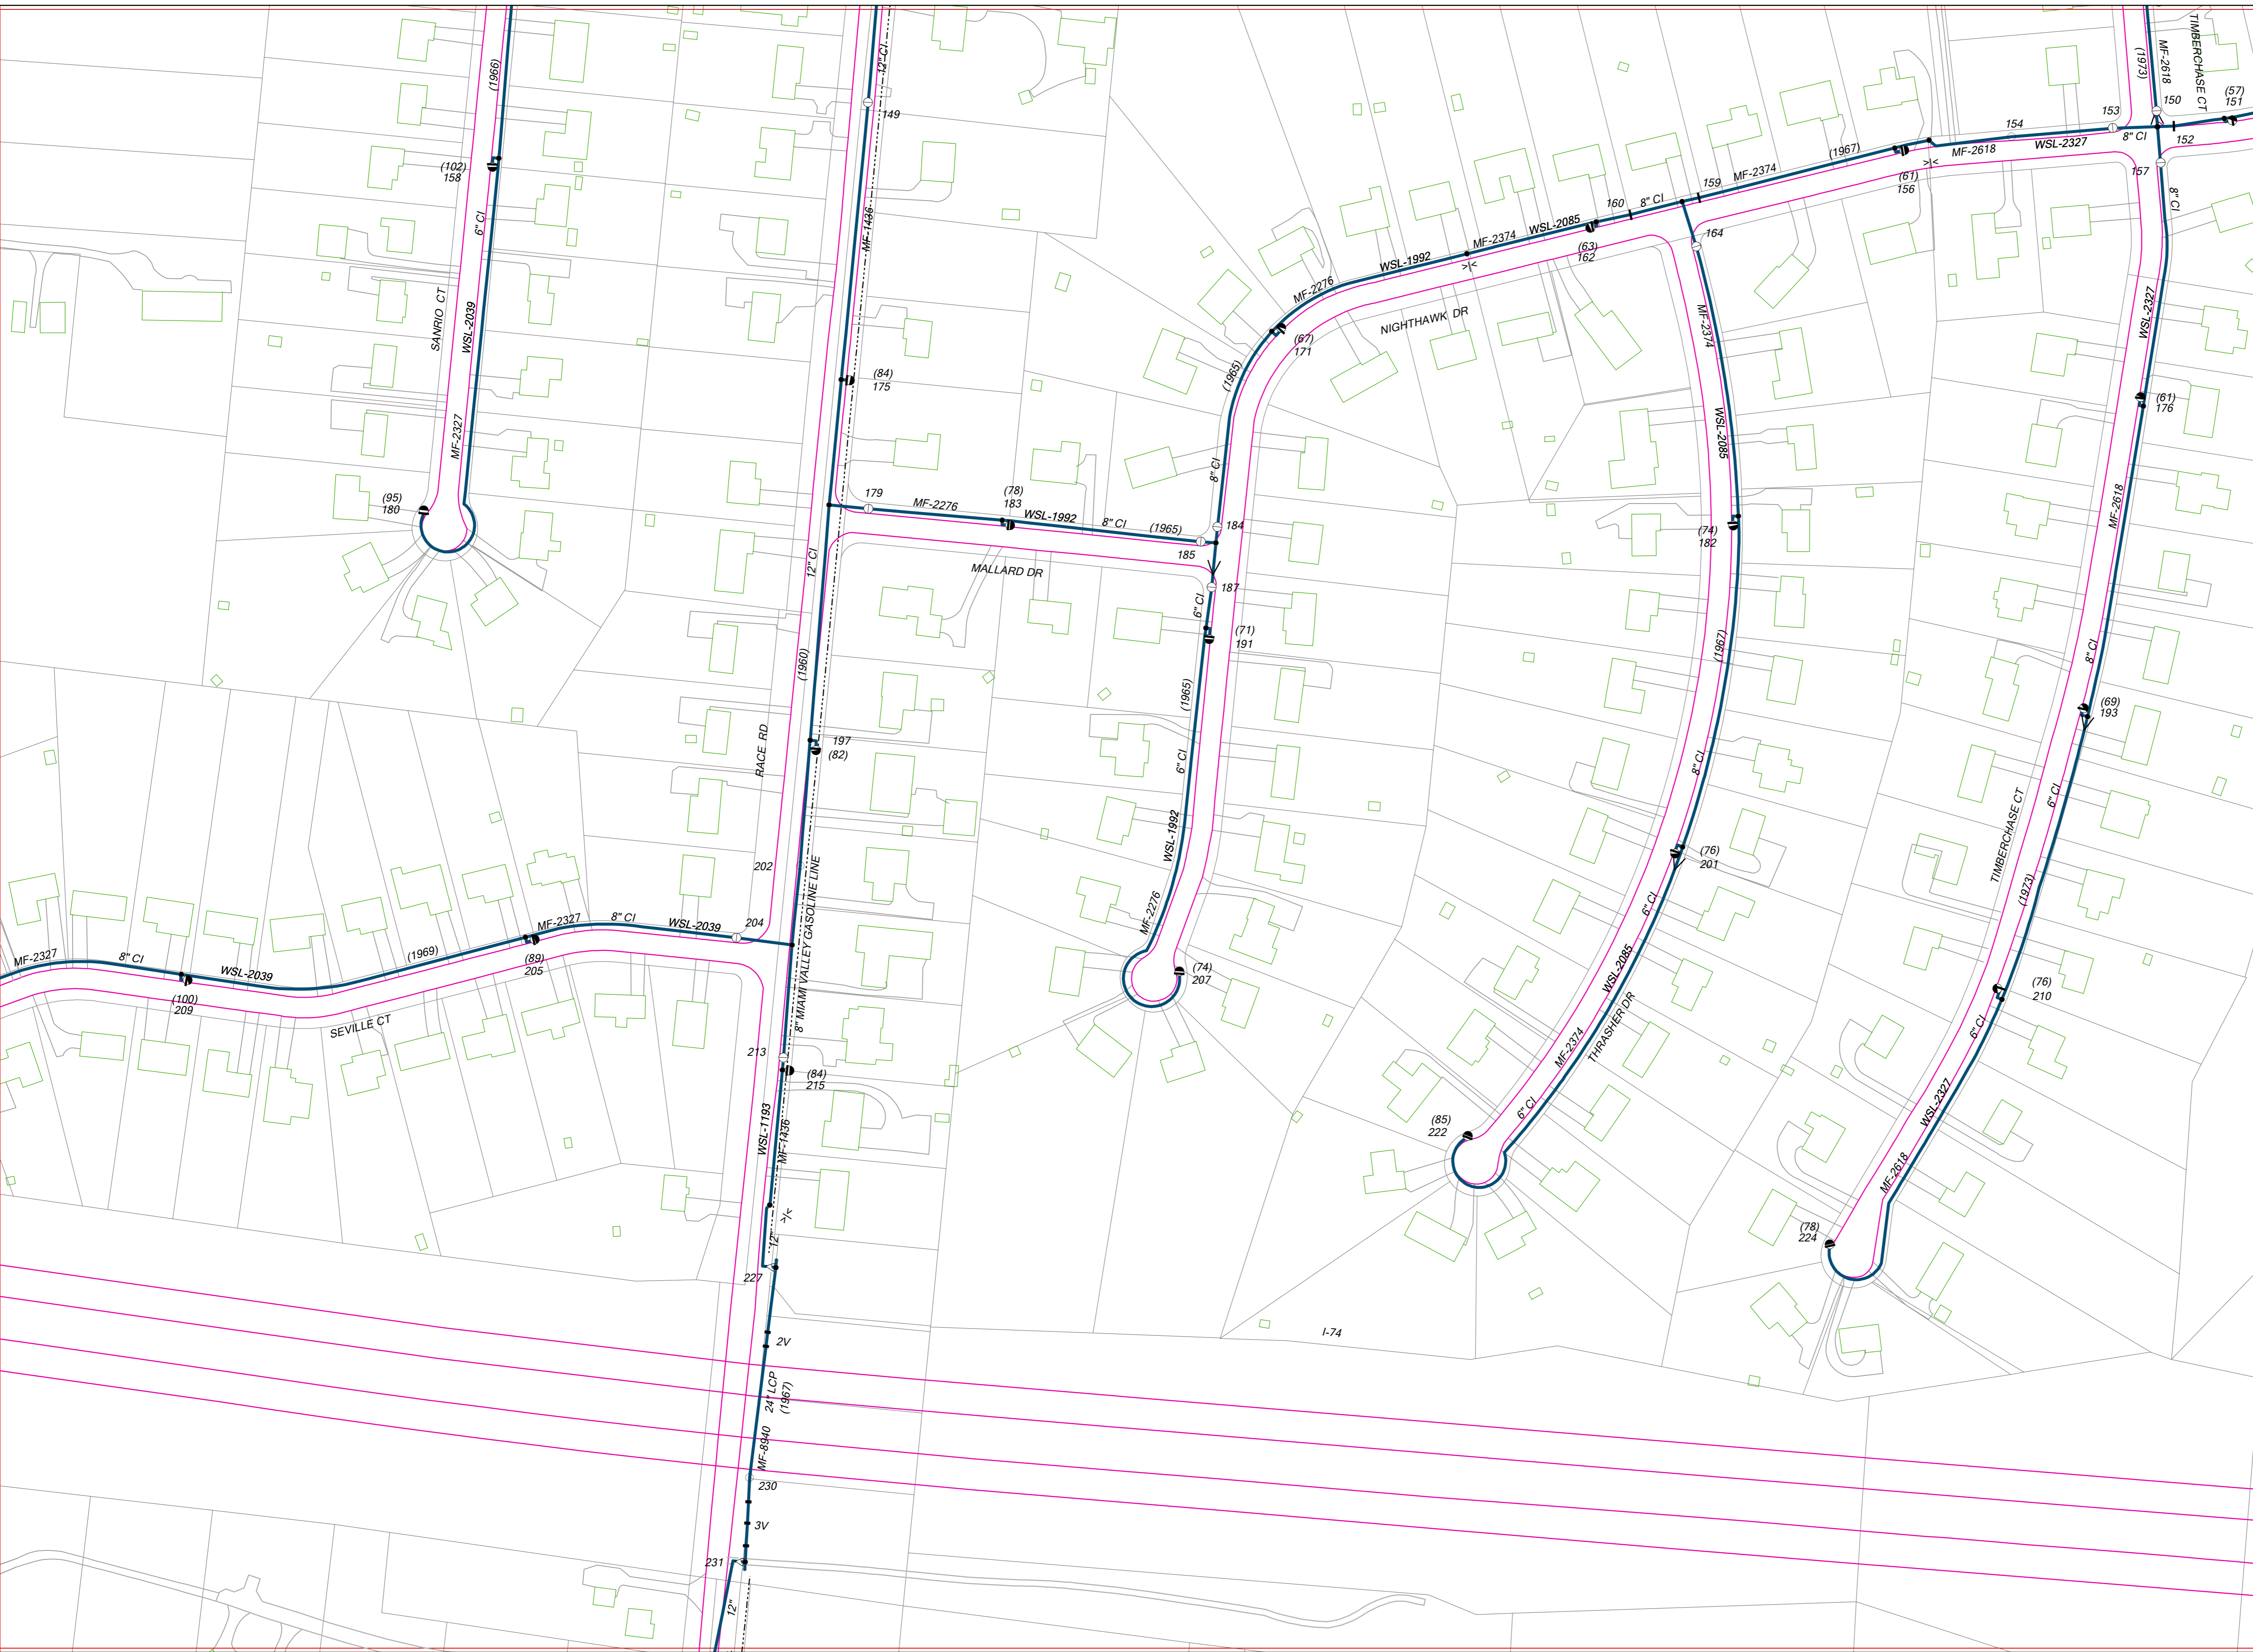 (1966)
12" CI
149
(102)
158
6" CI
SANRIO CT
WSL-2039
MF-2327
(95)
180
MF-1436
(84)
175
179
MF-2276
(78)
183
WSL-1992
8" CI
(1965)
184
185
MALLARD DR
187
6" CI
(71)
191
(1965)
6" CI
WSL-1992
MF-2276
(74)
207
8" CI
(1965)
(67)
171
MF-2276
WSL-1992
NIGHTHAWK DR
MF-2374
WSL-2085
(63)
162
160
8" CI
159
MF-2374
(1967)
(61)
156
MF-2618
154
WSL-2327
153
8" CI
152
(1973)
MF-2618
150
TIMBERCHASE CT
(57)
151
157
8" CI
WSL-2327
(61)
176
MF-2618
8" CI
(69)
193
6" CI
TIMBERCHASE CT
(1973)
(76)
210
6" CI
WSL-2327
MF-2618
(78)
224
164
MF-2374
WSL-2085
(74)
182
(1967)
8" CI
(76)
201
6" CI
WSL-2085
THRASHER DR
MF-2374
6" CI
(85)
222
12" CI
(1960)
RACE RD
197
(82)
202
8" MIAMI VALLEY GASOLINE LINE
204
WSL-2039
8" CI
MF-2327
(89)
205
(1969)
WSL-2039
8" CI
MF-2327
(100)
209
SEVILLE CT
213
(84)
215
WSL-1193
MF-1436
12"
227
2V
I-74
24" LCP
(1967)
MF-8940
230
3V
231
12"